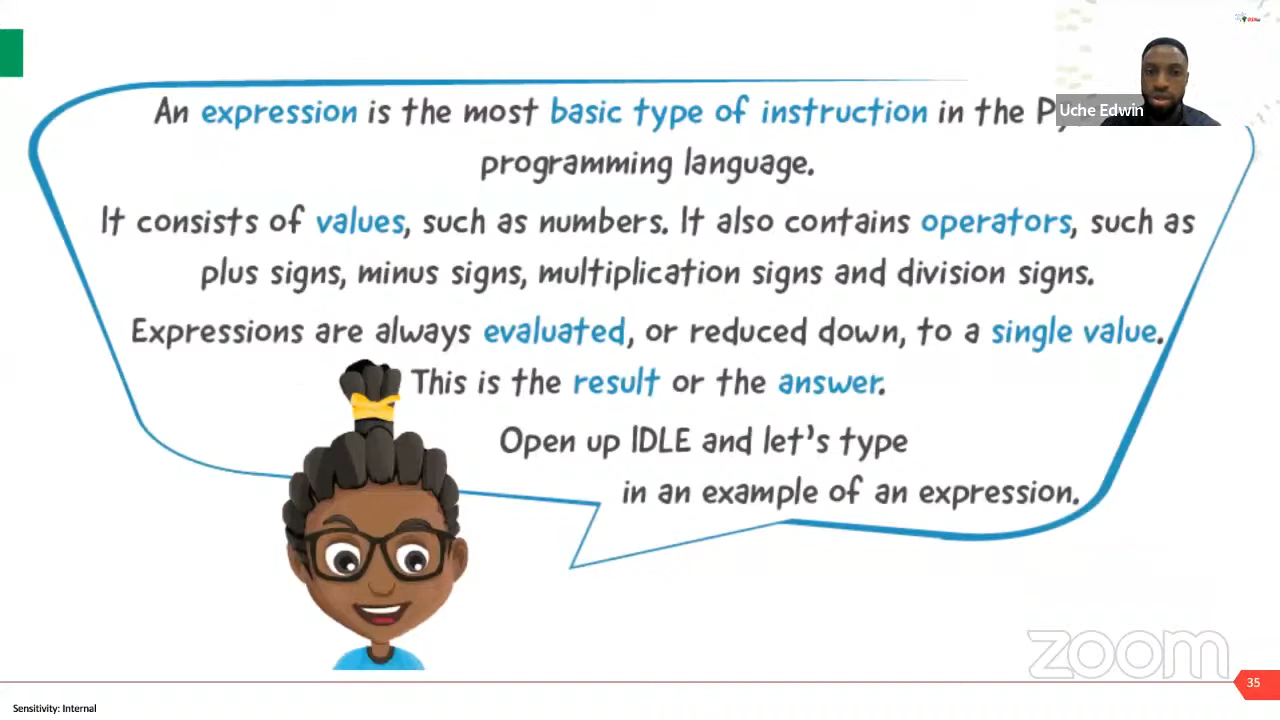 An expression is the most basic type of instruction in the
programming language.
It consists of values, such as numbers. It also contains operators, such as
plus signs, minus signs, multiplication signs and division signs.
Expressions are always evaluated, or reduced down, to a single value.
This is the result or the answer.
Open up IDLE and let's type
in an example of an expression.
Uche Edwin
zoom
35
Sensitivity: Internal